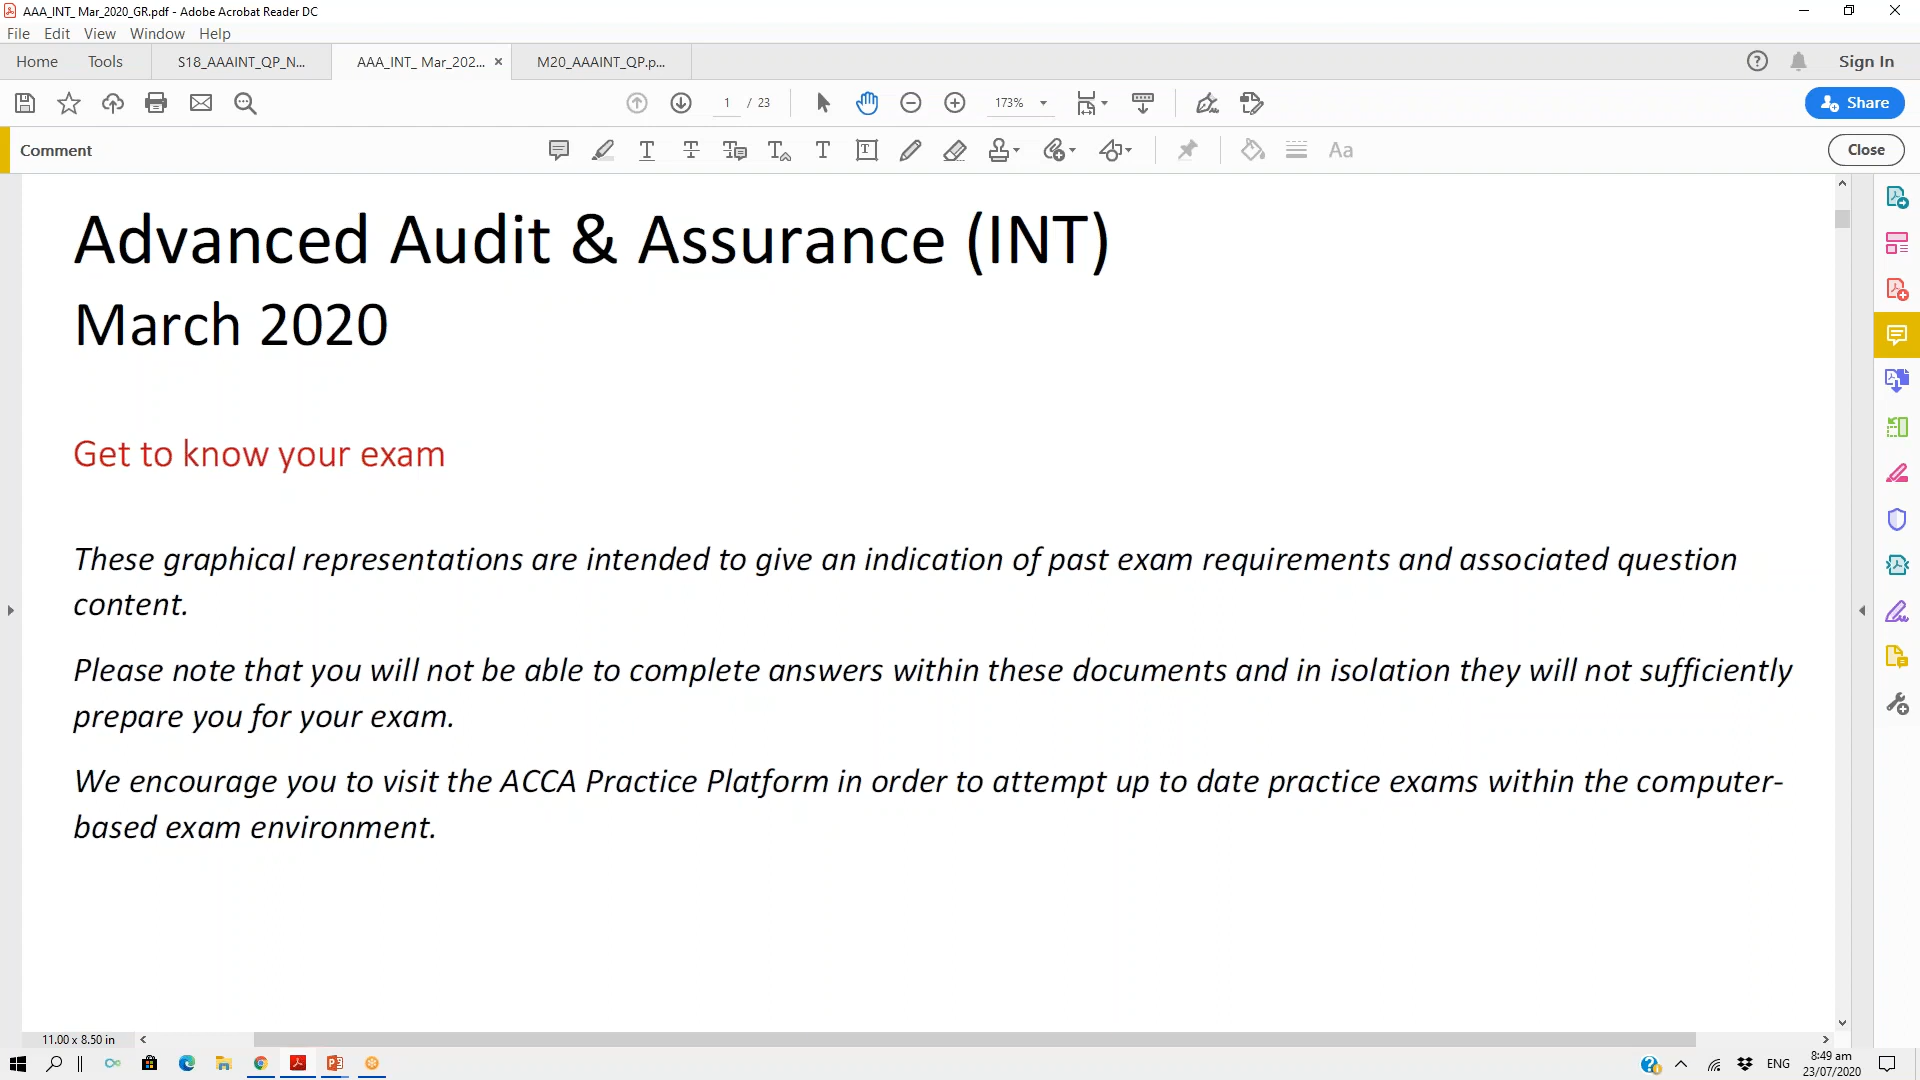 AAA_INT_ Mar_2020_GR.pdf - Adobe Acrobat Reader DC
File Edit View Window Help
Home Tools S18_AAAINT_QP_N... AAA_INT_ Mar_202... × M20_AAAINT_QP.p... Sign In
1 / 23 173% Share
Comment Close
Advanced Audit & Assurance (INT)
March 2020
Get to know your exam
These graphical representations are intended to give an indication of past exam requirements and associated question
content.
Please note that you will not be able to complete answers within these documents and in isolation they will not sufficiently
prepare you for your exam.
We encourage you to visit the ACCA Practice Platform in order to attempt up to date practice exams within the computer-
based exam environment.
11.00 x 8.50 in
ENG
8:49 am
23/07/2020